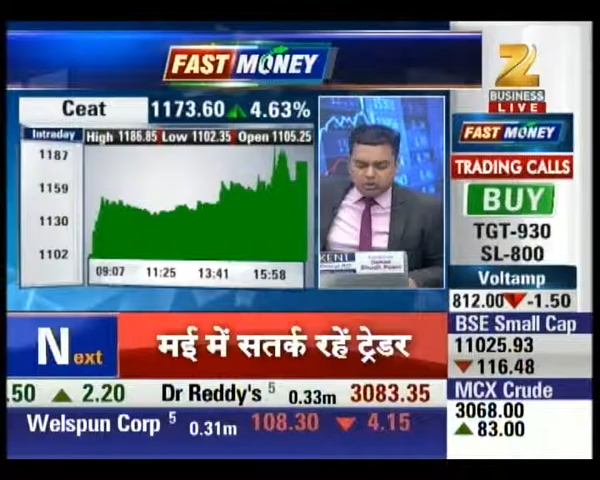 FAST MONEY
Z
BUSINESS
LIVE
Ceat 1173.60 4.63%
Intraday High 1186.85 Low 1102.35 Open 1105.25
1187
1159
1130
1102
09:07 11:25 13:41 15:58
KENT
FAST MONEY
TRADING CALLS
BUY
TGT-930
SL-800
Voltamp
812.00 -1.50
BSE Small Cap
11025.93
116.48
MCX Crude
3068.00
83.00
Next
मई में सतर्क रहें ट्रेडर
.50 2.20 Dr Reddy's 5 0.33m 3083.35
Welspun Corp 5 0.31m 108.30 4.15